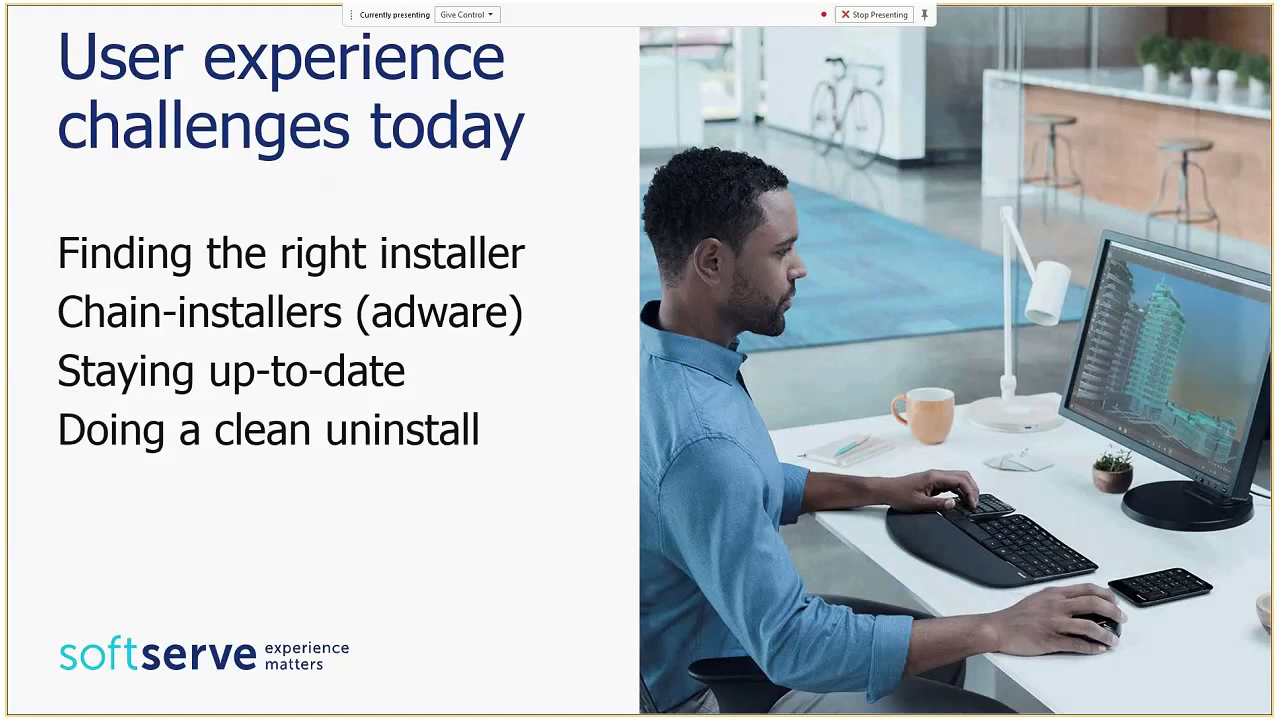 Currently presenting Give Control Stop Presenting
User experience
challenges today
Finding the right installer
Chain-installers (adware)
Staying up-to-date
Doing a clean uninstall
softserve experience
matters